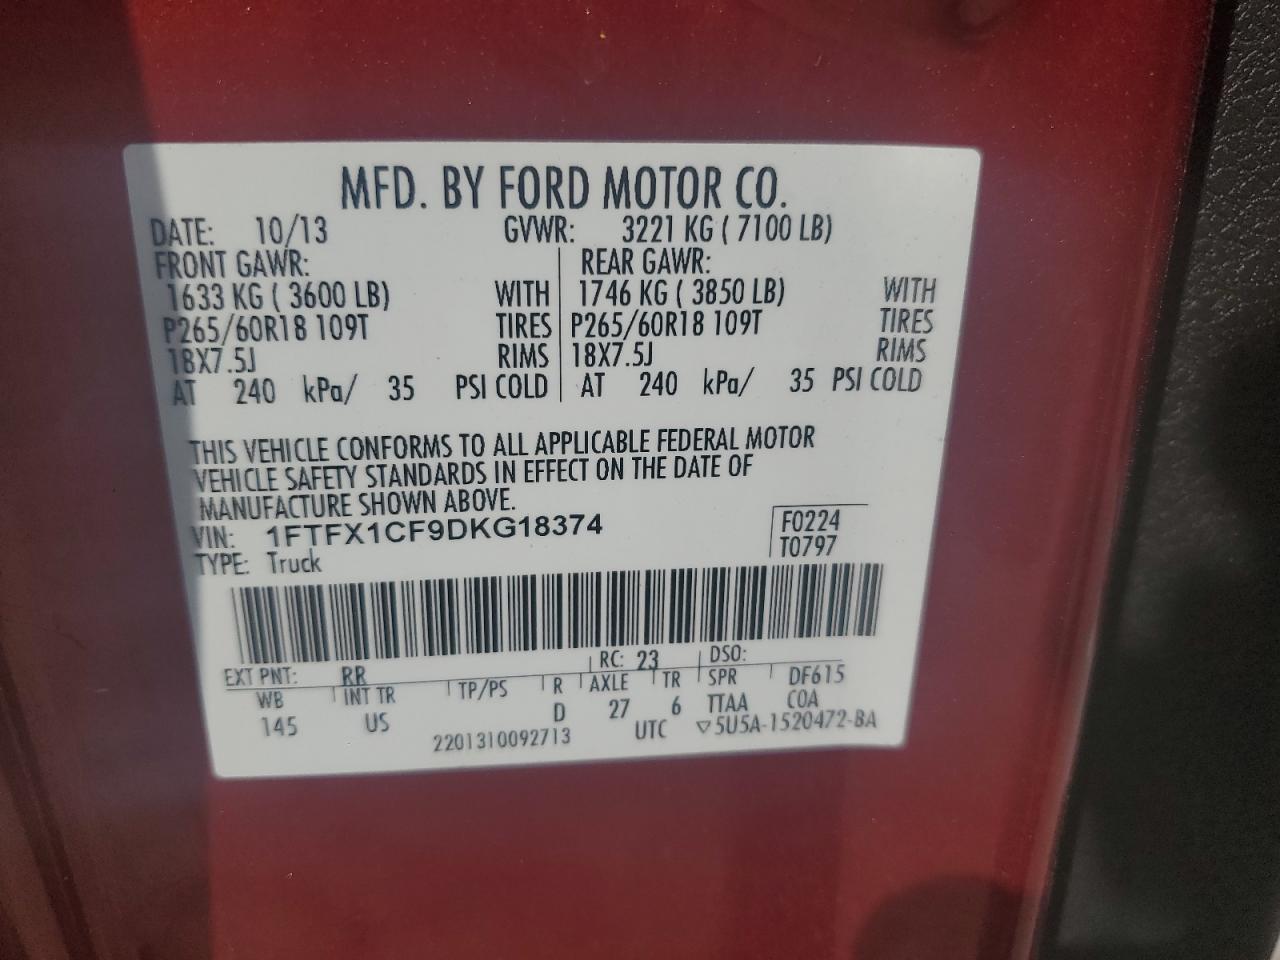 MFD. BY FORD MOTOR CO.
DATE: 10/13 GVWR: 3221 KG ( 7100 LB)
FRONT GAWR: REAR GAWR:
1633 KG ( 3600 LB) WITH 1746 KG ( 3850 LB) WITH
P265/60R18 109T TIRES P265/60R18 109T TIRES
18X7.5J RIMS 18X7.5J RIMS
AT 240 kPa/ 35 PSI COLD AT 240 kPa/ 35 PSI COLD
THIS VEHICLE CONFORMS TO ALL APPLICABLE FEDERAL MOTOR
VEHICLE SAFETY STANDARDS IN EFFECT ON THE DATE OF
MANUFACTURE SHOWN ABOVE.
VIN: 1FTFX1CF9DKG18374 F0224
TYPE: Truck T0797
EXT PNT: RR RC: 23 DSO:
WB INT TR TP/PS R AXLE TR SPR DF615
145 US D 27 6 TTAA COA
2201310092713 UTC ▽5U5A-1520472-BA